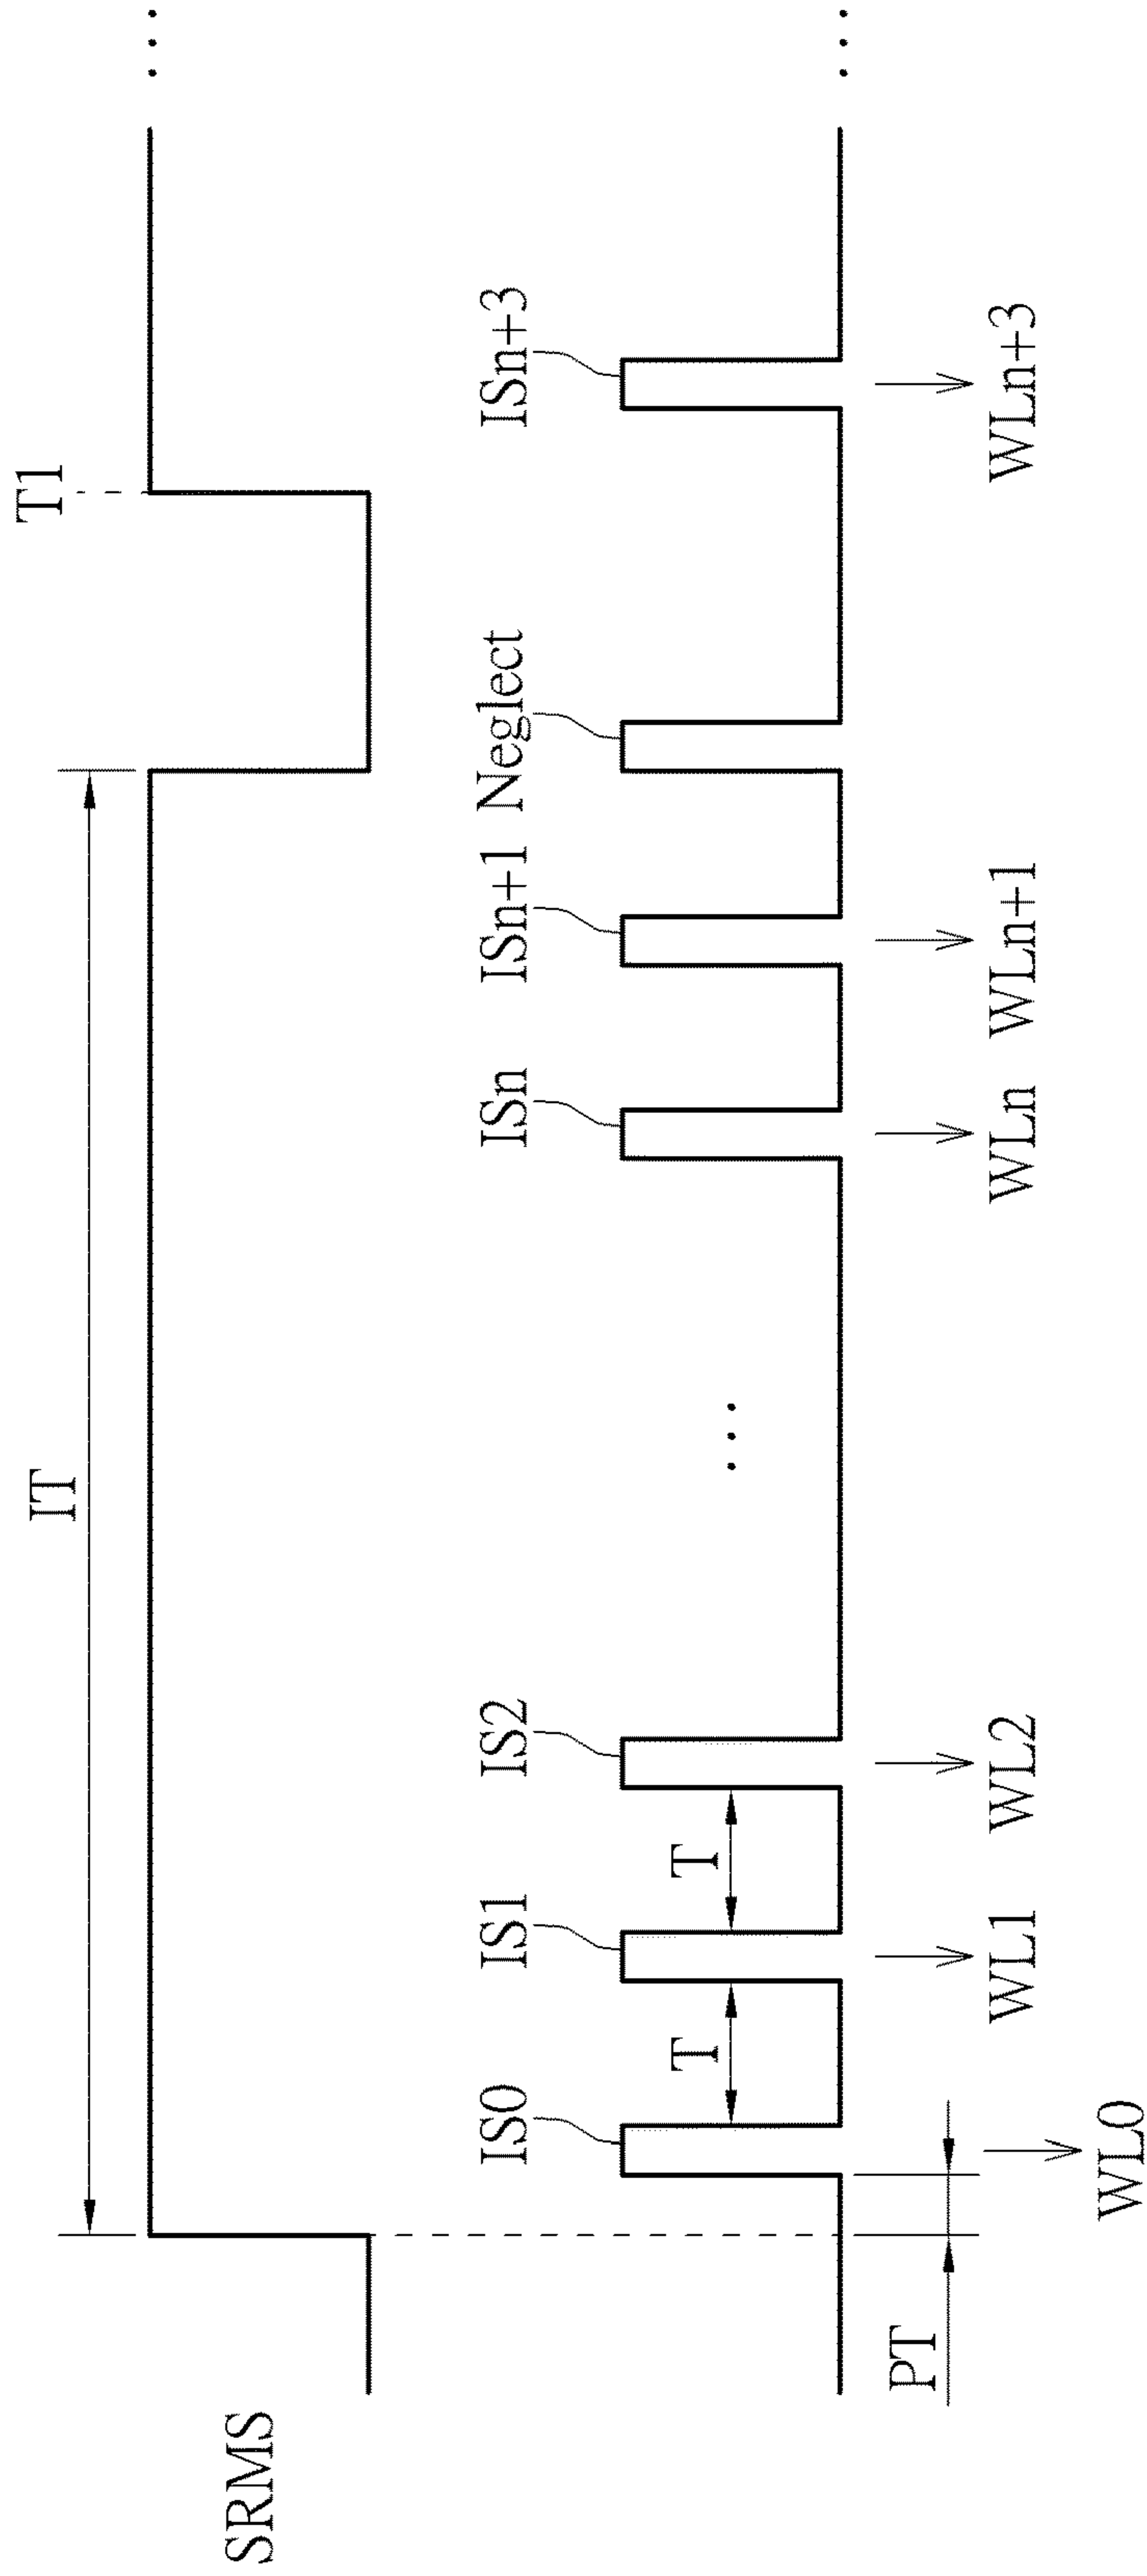 T1
IT
SRMS
IS0
IS1
IS2
ISn
ISn+1
Neglect
ISn+3
T
T
...
PT
WL0
WL1
WL2
WLn
WLn+1
WLn+3